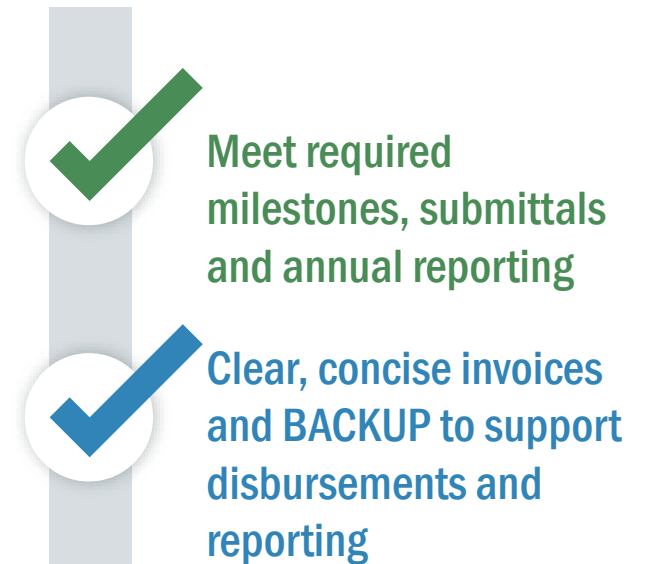 Meet required
milestones, submittals
and annual reporting
Clear, concise invoices
and BACKUP to support
disbursements and
reporting